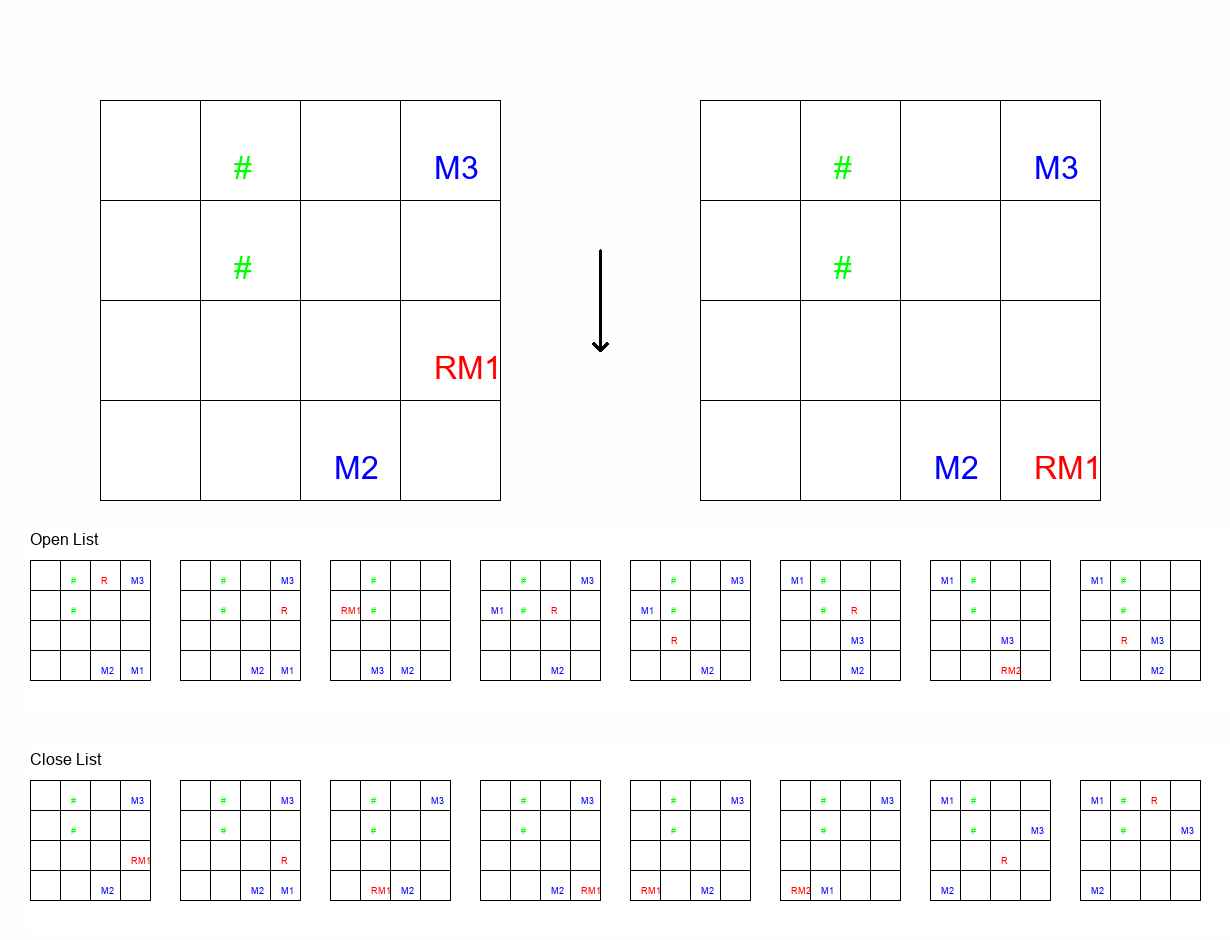 # M3 # M3
# #
RM1
M2 M2 RM1
Open List
# R M3 # M3 # # M3 # M3 M1 # M1 # M1 #
# # R RM1 # M1 # R M1 # # R # #
R M3 M3 R M3
M2 M1 M2 M1 M3 M2 M2 M2 M2 RM2 M2
Close List
# M3 # M3 # M3 # M3 # M3 # M3 M1 # M1 # R
# # # # # # # M3 # M3
RM1 R R
M2 M2 M1 RM1 M2 M2 RM1 RM1 M2 RM2 M1 M2 M2